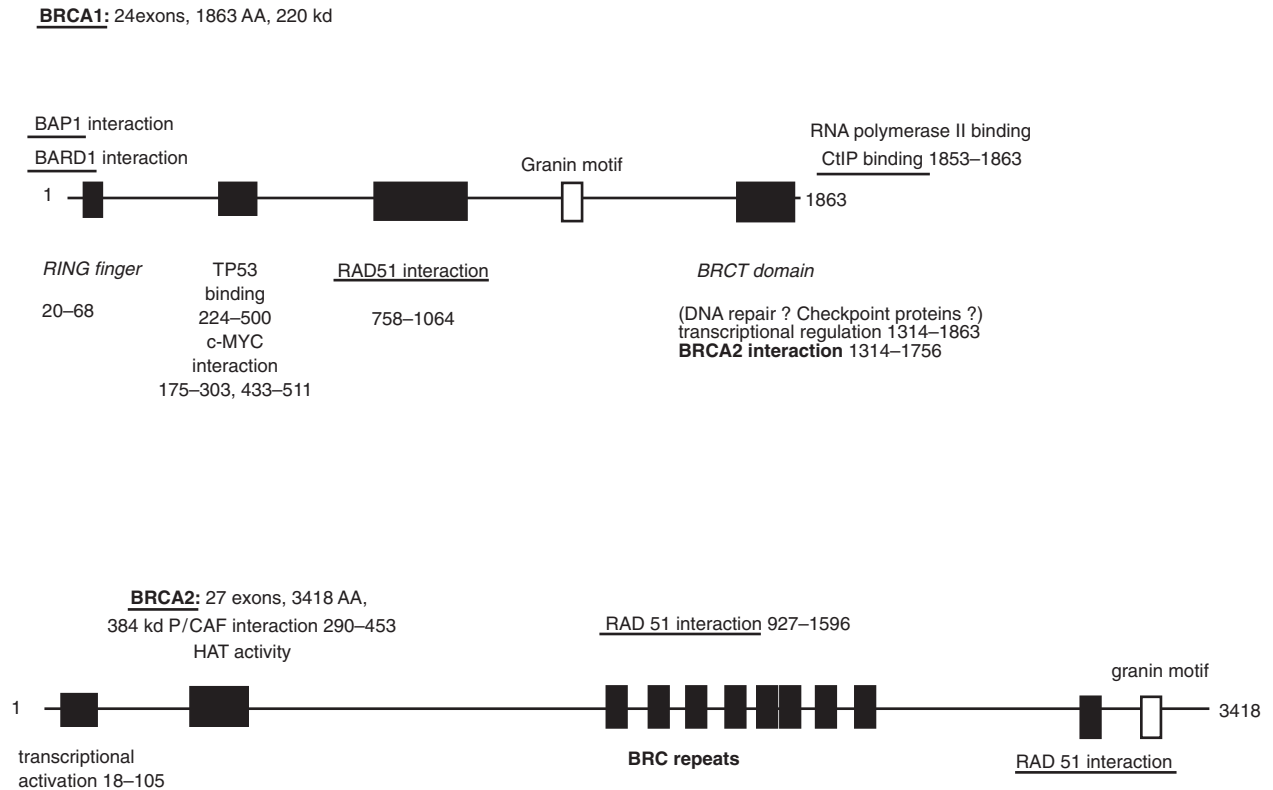 BRCA1: 24exons, 1863 AA, 220 kd
BAP1 interaction
BARD1 interaction
Granin motif
RNA polymerase II binding
CtIP binding 1853–1863
1
1863
RING finger
20–68
TP53
binding
224–500
c-MYC
interaction
175–303, 433–511
RAD51 interaction
758–1064
BRCT domain
(DNA repair ? Checkpoint proteins ?)
transcriptional regulation 1314–1863
BRCA2 interaction 1314–1756
BRCA2: 27 exons, 3418 AA,
384 kd P/CAF interaction 290–453
HAT activity
RAD 51 interaction 927–1596
granin motif
1
3418
transcriptional
activation 18–105
BRC repeats
RAD 51 interaction